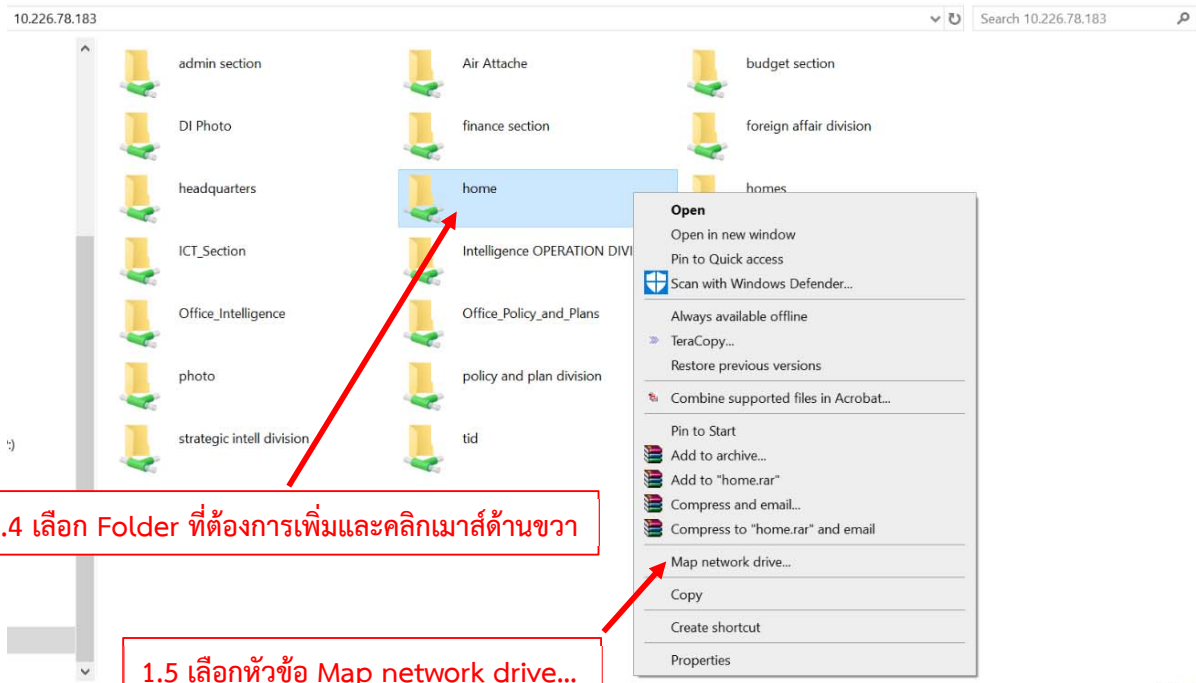 10.226.78.183
Search 10.226.78.183
admin section
Air Attache
budget section
DI Photo
finance section
foreign affair division
headquarters
home
homes
ICT_Section
Intelligence OPERATION DIVI
Office_Intelligence
Office_Policy_and_Plans
photo
policy and plan division
strategic intell division
tid
:)
Open
Open in new window
Pin to Quick access
Scan with Windows Defender...
Always available offline
TeraCopy...
Restore previous versions
Combine supported files in Acrobat...
Pin to Start
Add to archive...
Add to "home.rar"
Compress and email...
Compress to "home.rar" and email
Map network drive...
Copy
Create shortcut
Properties
.4 เลือก Folder ที่ต้องการเพิ่มและคลิกเมาส์ด้านขวา
1.5 เลือกหัวข้อ Map network drive...